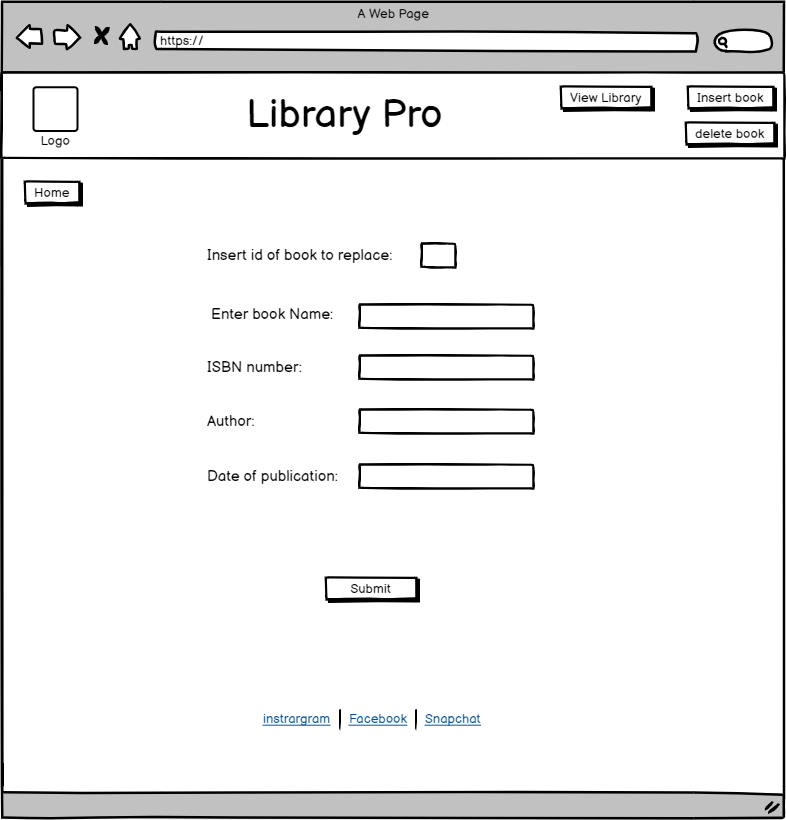 A Web Page
https://
Logo
Library Pro
View Library
Insert book
delete book
Home
Insert id of book to replace:
Enter book Name:
ISBN number:
Author:
Date of publication:
Submit
instrargram | Facebook | Snapchat